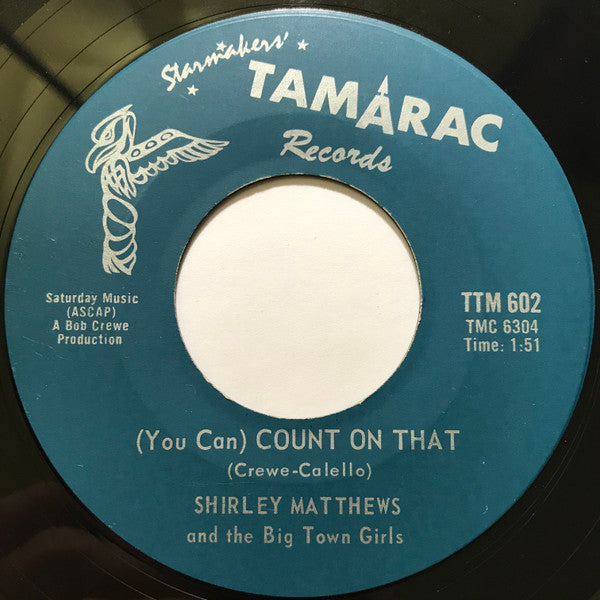 Starmakers'
TAMARAC
Records
Saturday Music
(ASCAP)
A Bob Crewe
Production
TTM 602
TMC 6304
Time: 1:51
(You Can) COUNT ON THAT
(Crewe-Calello)
SHIRLEY MATTHEWS
and the Big Town Girls